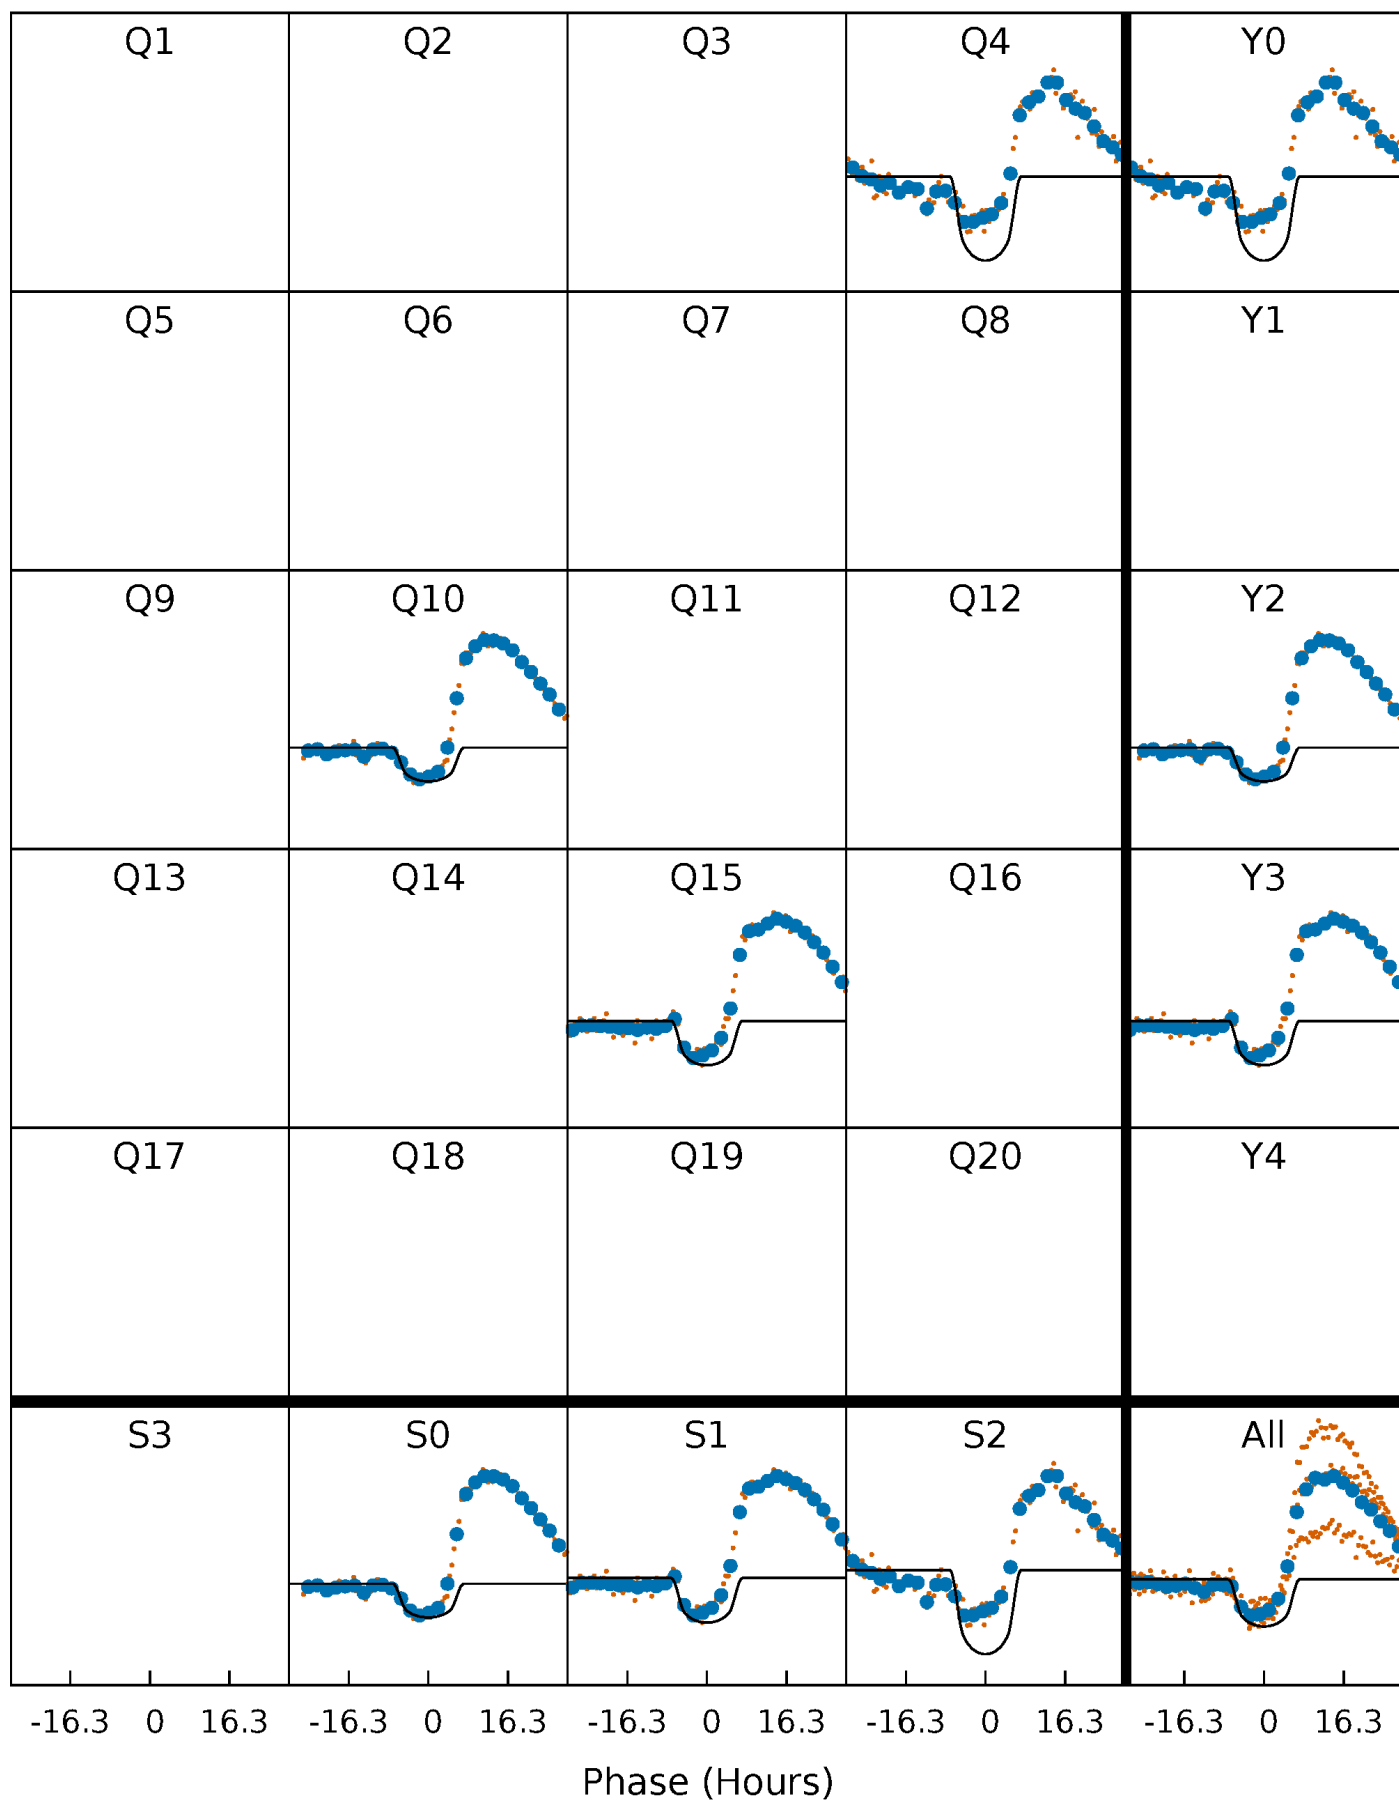 Q1 Q2 Q3 Q4 Y0
Q5 Q6 Q7 Q8 Y1
Q9 Q10 Q11 Q12 Y2
Q13 Q14 Q15 Q16 Y3
Q17 Q18 Q19 Q20 Y4
S3 S0 S1 S2 All
-16.3 0 16.3 -16.3 0 16.3 -16.3 0 16.3 -16.3 0 16.3 -16.3 0 16.3
Phase (Hours)